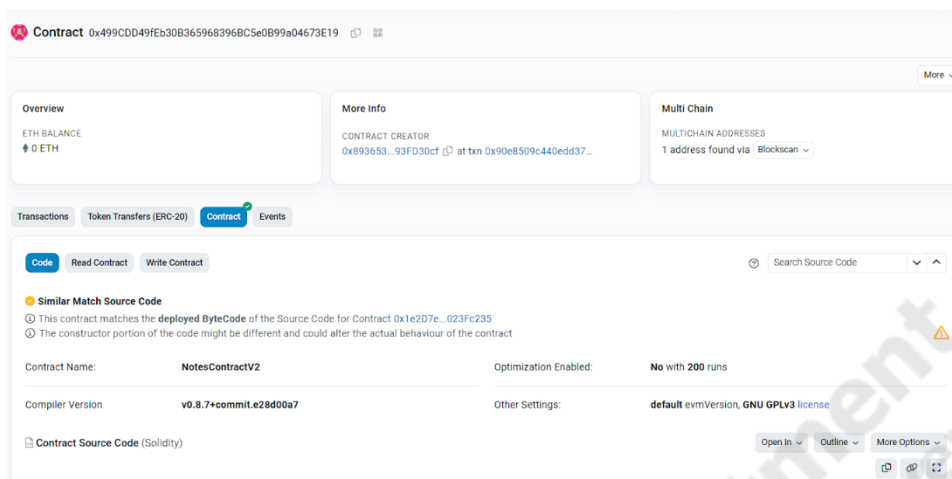 Contract 0x499CDD49fEb30B365968396BC5e0B99a04673E19
More
Overview
ETH BALANCE
0 ETH
More Info
CONTRACT CREATOR
0x893653...93FD30cf at txn 0x90e8509c440edd37...
Multi Chain
MULTICHAIN ADDRESSES
1 address found via Blockscan
Transactions Token Transfers (ERC-20) Contract Events
Code Read Contract Write Contract Search Source Code
Similar Match Source Code
This contract matches the deployed ByteCode of the Source Code for Contract 0x1e2D7e...023Fc235
The constructor portion of the code might be different and could alter the actual behaviour of the contract
Contract Name: NotesContractV2 Optimization Enabled: No with 200 runs
Compiler Version v0.8.7+commit.e28d00a7 Other Settings: default evmVersion, GNU GPLv3 license
Contract Source Code (Solidity) Open In Outline More Options